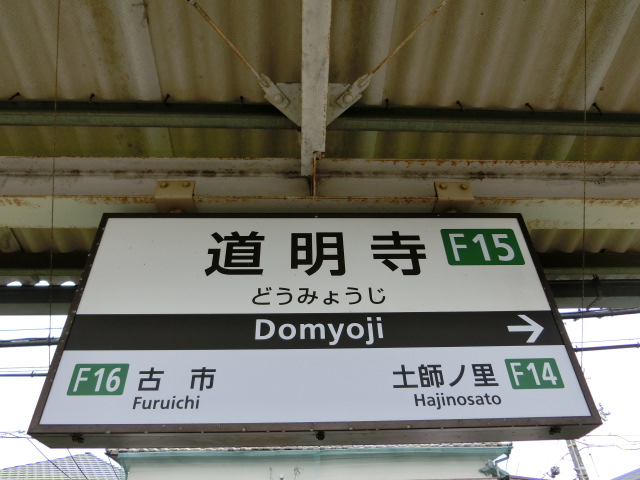 道明寺 F15
どうみょうじ
Domyoji →
F16 古市 土師ノ里 F14
Furuichi Hajinosato